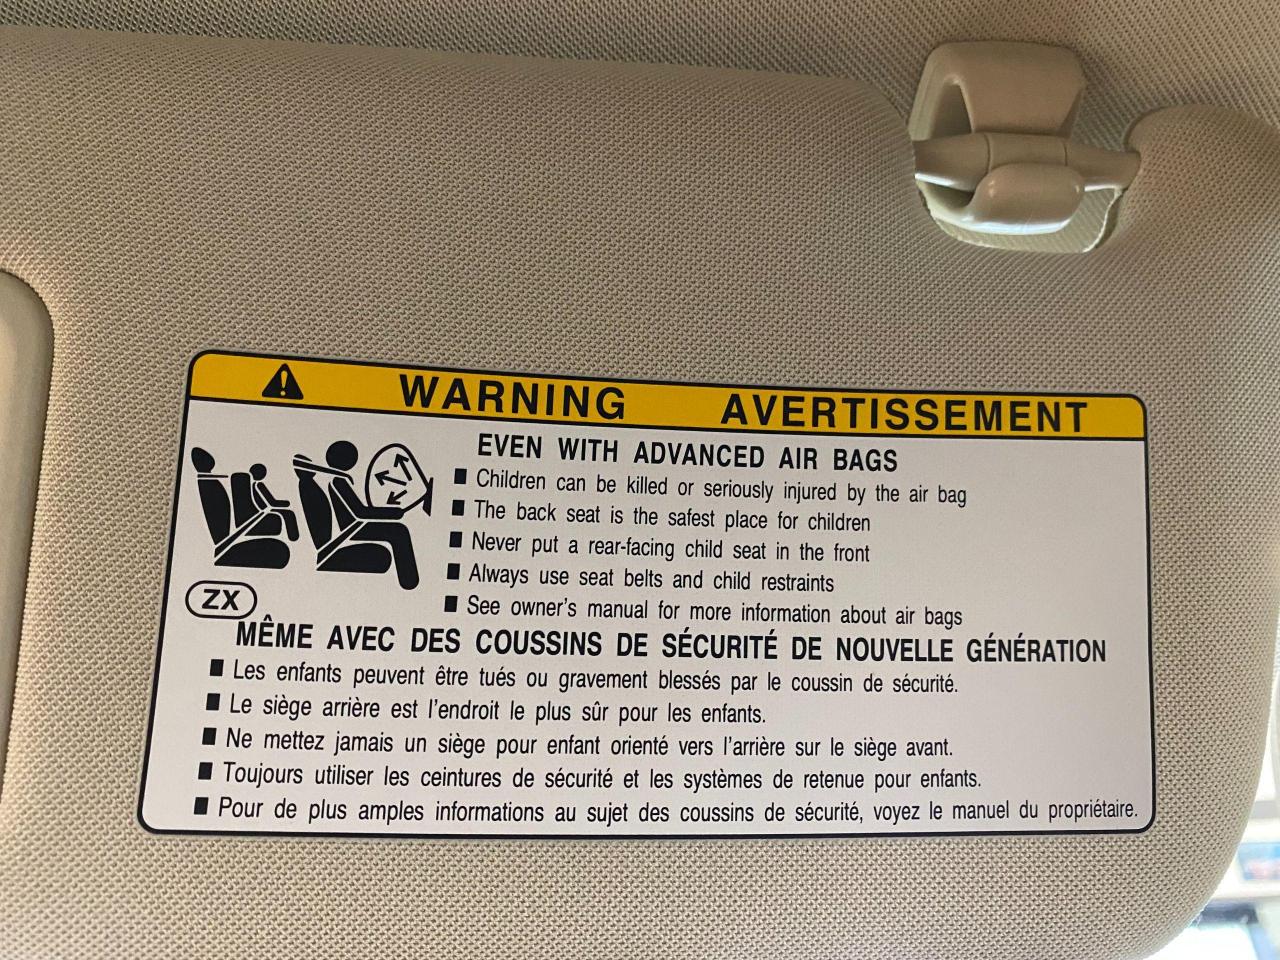 WARNING AVERTISSEMENT
EVEN WITH ADVANCED AIR BAGS
■ Children can be killed or seriously injured by the air bag
■ The back seat is the safest place for children
■ Never put a rear-facing child seat in the front
■ Always use seat belts and child restraints
■ See owner's manual for more information about air bags
ZX
MÊME AVEC DES COUSSINS DE SÉCURITÉ DE NOUVELLE GÉNÉRATION
■ Les enfants peuvent être tués ou gravement blessés par le coussin de sécurité.
■ Le siège arrière est l'endroit le plus sûr pour les enfants.
■ Ne mettez jamais un siège pour enfant orienté vers l'arrière sur le siège avant.
■ Toujours utiliser les ceintures de sécurité et les systèmes de retenue pour enfants.
■ Pour de plus amples informations au sujet des coussins de sécurité, voyez le manuel du propriétaire.